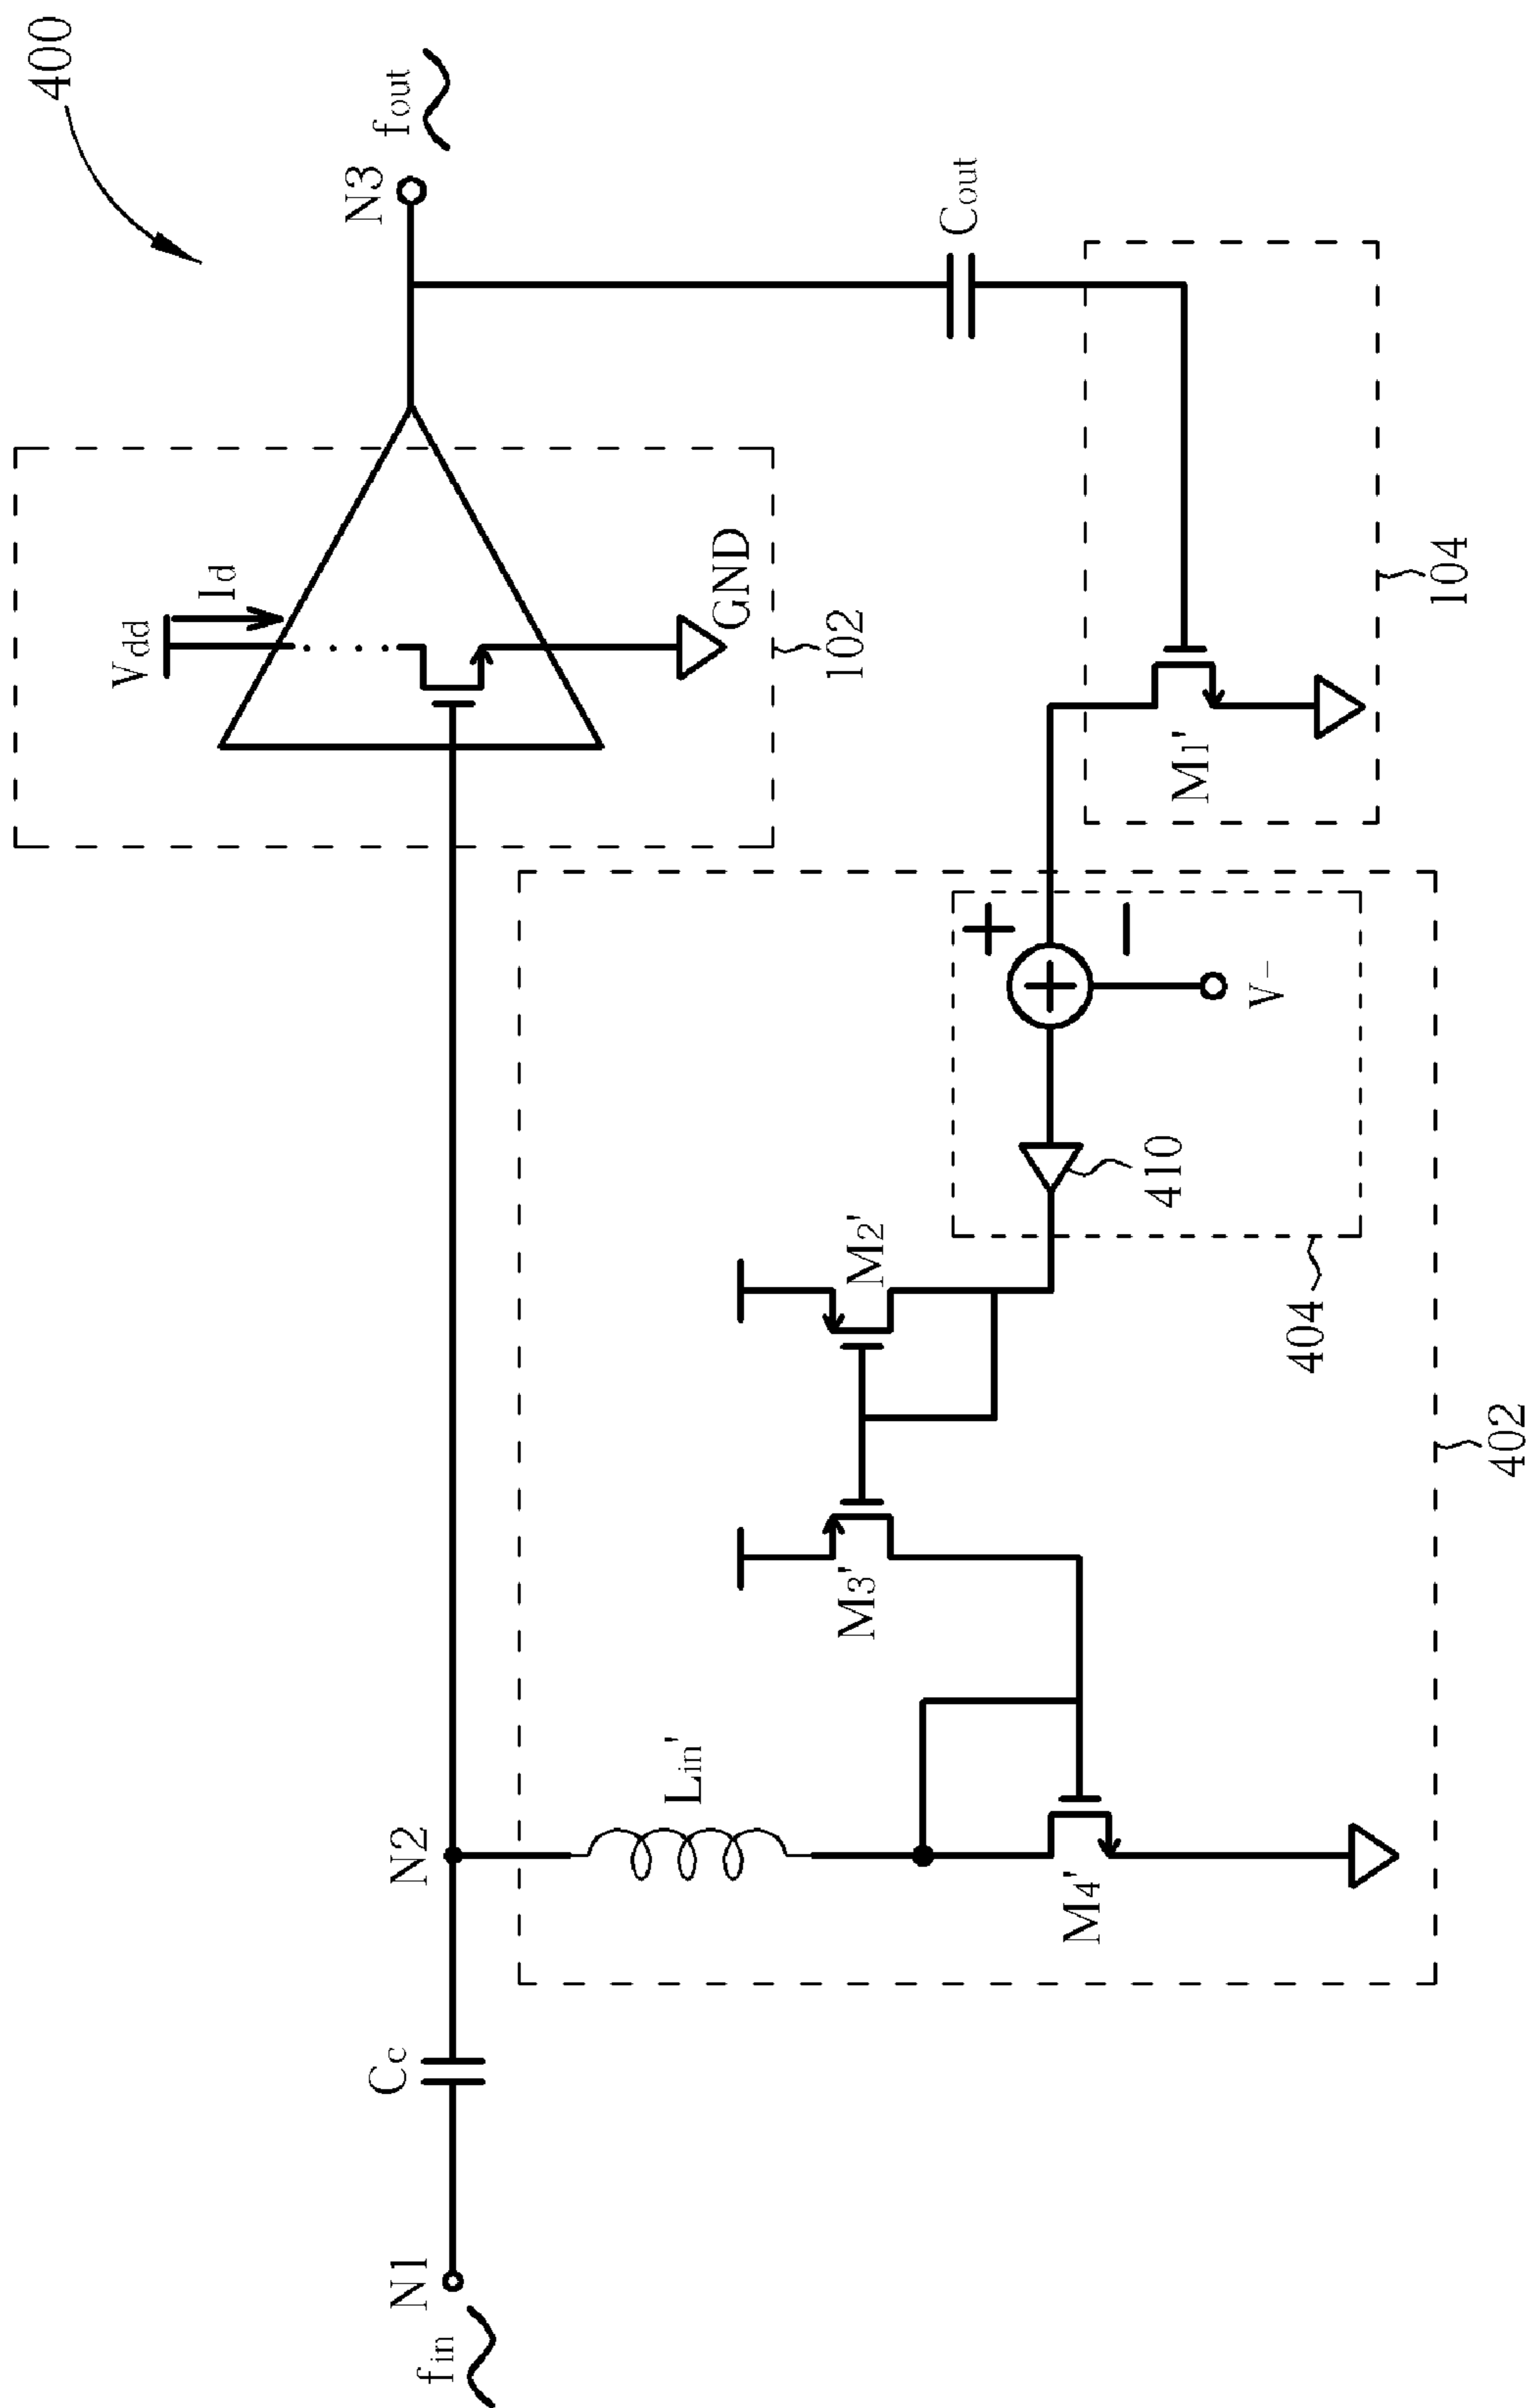 400
Vdd
Id
N3
fout
GND
102
N1
fin
Cc
N2
Lin'
M2'
M3'
M4'
410
404
V-
+
−
Cout
M1'
104
402